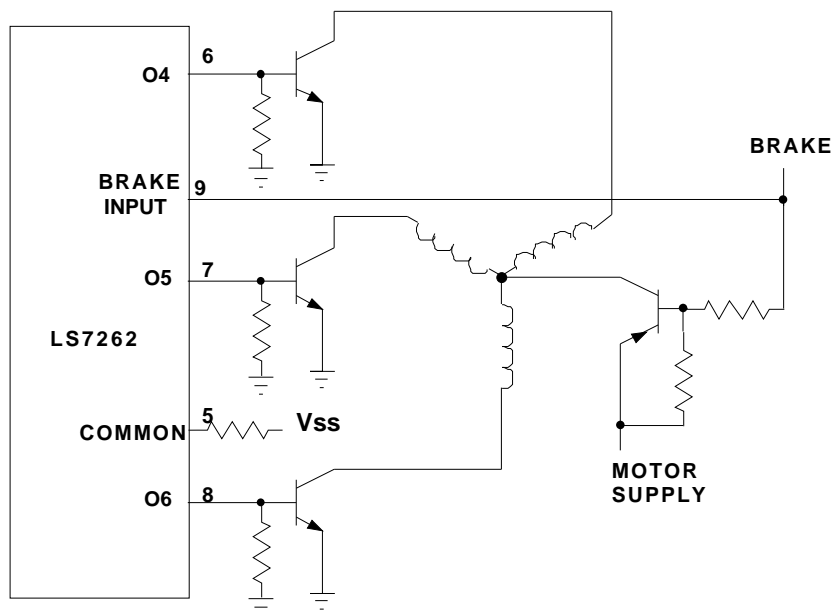 6
O4
BRAKE
BRAKE
INPUT
9
O5
7
LS7262
COMMON
5
Vss
O6
8
MOTOR
SUPPLY